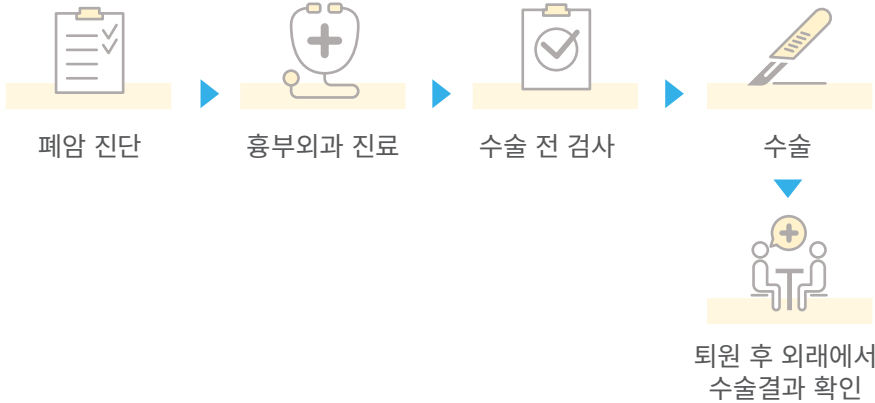 폐암 진단
흉부외과 진료
수술 전 검사
수술
퇴원 후 외래에서
수술결과 확인